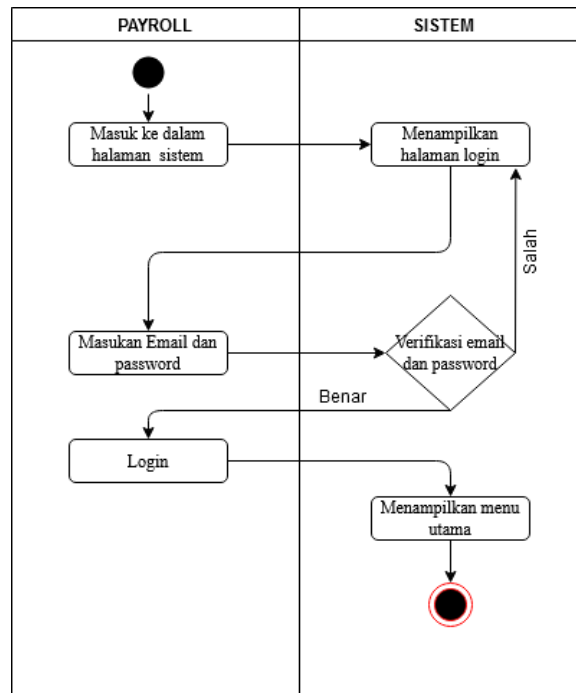 PAYROLL
SISTEM
Masuk ke dalam
halaman sistem
Menampilkan
halaman login
Salah
Masukan Email dan
password
Verifikasi email
dan password
Benar
Login
Menampilkan menu
utama